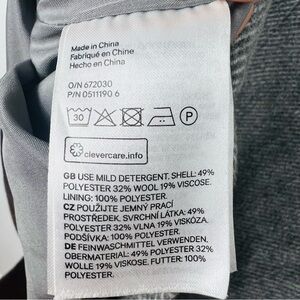 Made in China
Fabriqué en Chine
Hecho en China
O/N 672030
P/N 0511190 6
30
P
clevercare.info
GB USE MILD DETERGENT. SHELL: 49%
POLYESTER 32% WOOL 19% VISCOSE.
LINING: 100% POLYESTER.
CZ POUŽIJTE JEMNÝ PRACÍ
PROSTŘEDEK. SVRCHNÍ LÁTKA: 49%
POLYESTER 32% VLNA 19% VISKÓZA.
PODŠÍVKA: 100% POLYESTER.
DE FEINWASCHMITTEL VERWENDEN.
OBERMATERIAL: 49% POLYESTER 32%
WOLLE 19% VISKOSE. FUTTER: 100%
POLYESTER.